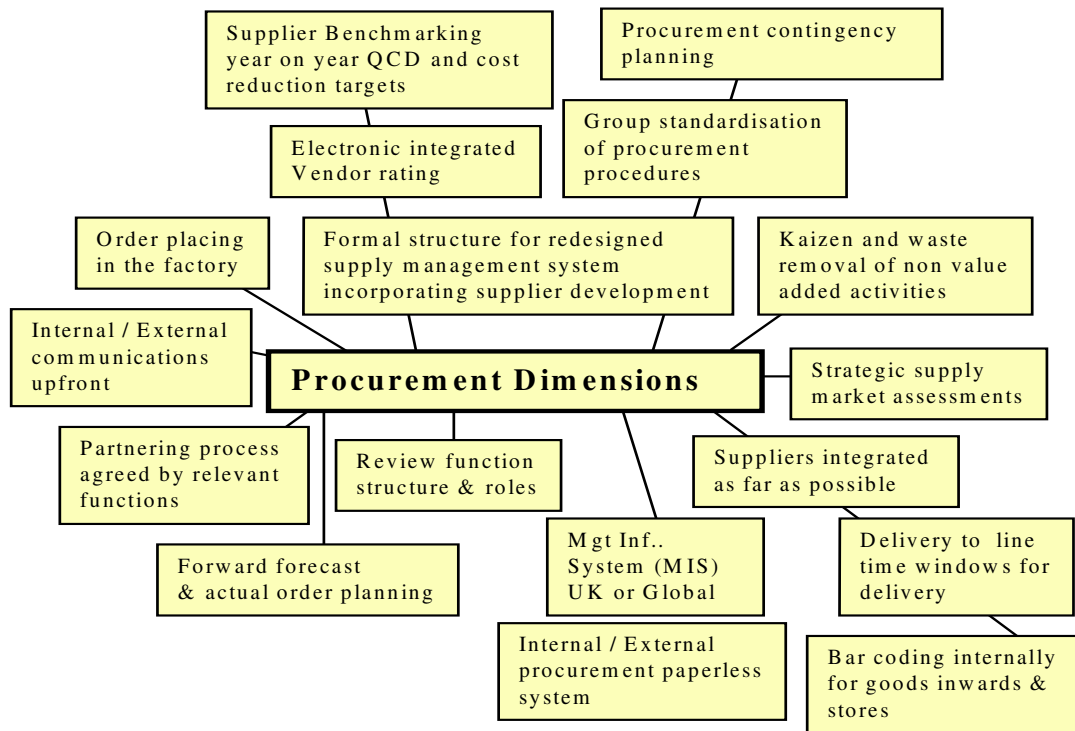 Supplier Benchmarking
year on year QCD and cost
reduction targets
Procurement contingency
planning
Electronic integrated
Vendor rating
Group standardisation
of procurement
procedures
Order placing
in the factory
Formal structure for redesigned
supply management system
incorporating supplier development
Kaizen and waste
removal of non value
added activities
Internal / External
communications
upfront
Procurement Dimensions
Strategic supply
market assessments
Partnering process
agreed by relevant
functions
Review function
structure & roles
Suppliers integrated
as far as possible
Forward forecast
& actual order planning
Mgt Inf..
System (MIS)
UK or Global
Delivery to line
time windows for
delivery
Internal / External
procurement paperless
system
Bar coding internally
for goods inwards &
stores